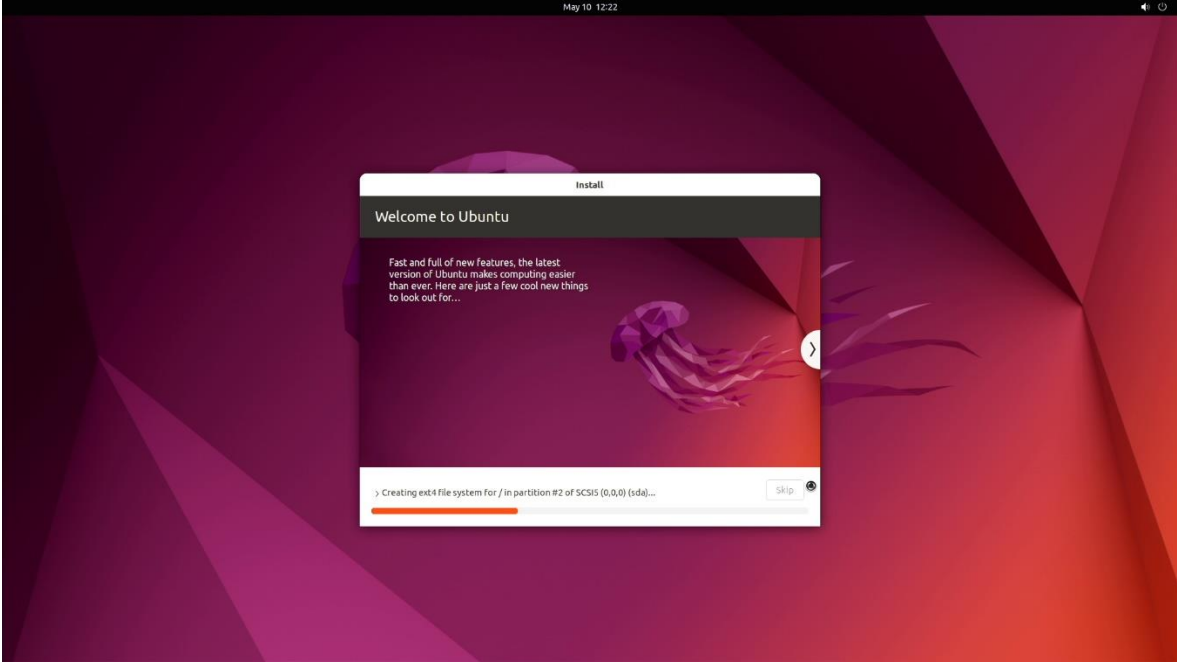 May 10 12:22
Install
Welcome to Ubuntu
Fast and full of new features, the latest
version of Ubuntu makes computing easier
than ever. Here are just a few cool new things
to look out for...
› Creating ext4 file system for / in partition #2 of SCSI5 (0,0,0) (sda)...
Skip